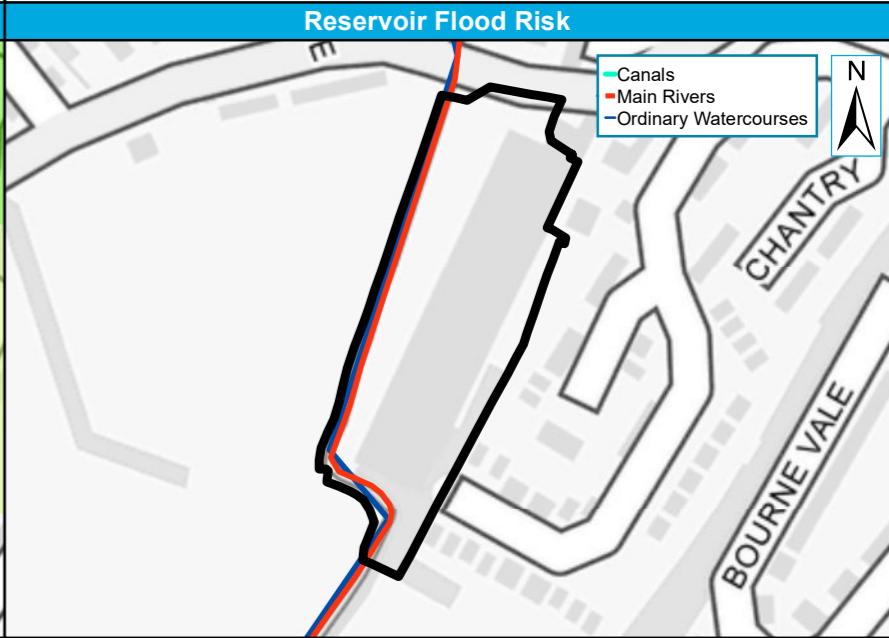 Reservoir Flood Risk
E
Canals
Main Rivers
Ordinary Watercourses
N
CHANTRY
BOURNE VALE